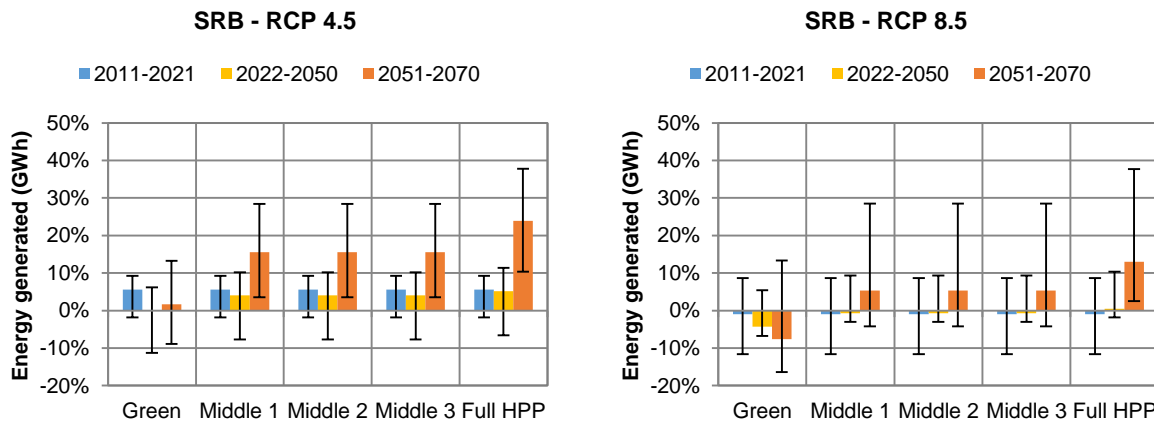 SRB - RCP 4.5
2011-2021 2022-2050 2051-2070
Energy generated (GWh)
50%
40%
30%
20%
10%
0%
-10%
-20%
Green Middle 1 Middle 2 Middle 3 Full HPP
SRB - RCP 8.5
2011-2021 2022-2050 2051-2070
Energy generated (GWh)
50%
40%
30%
20%
10%
0%
-10%
-20%
Green Middle 1 Middle 2 Middle 3 Full HPP